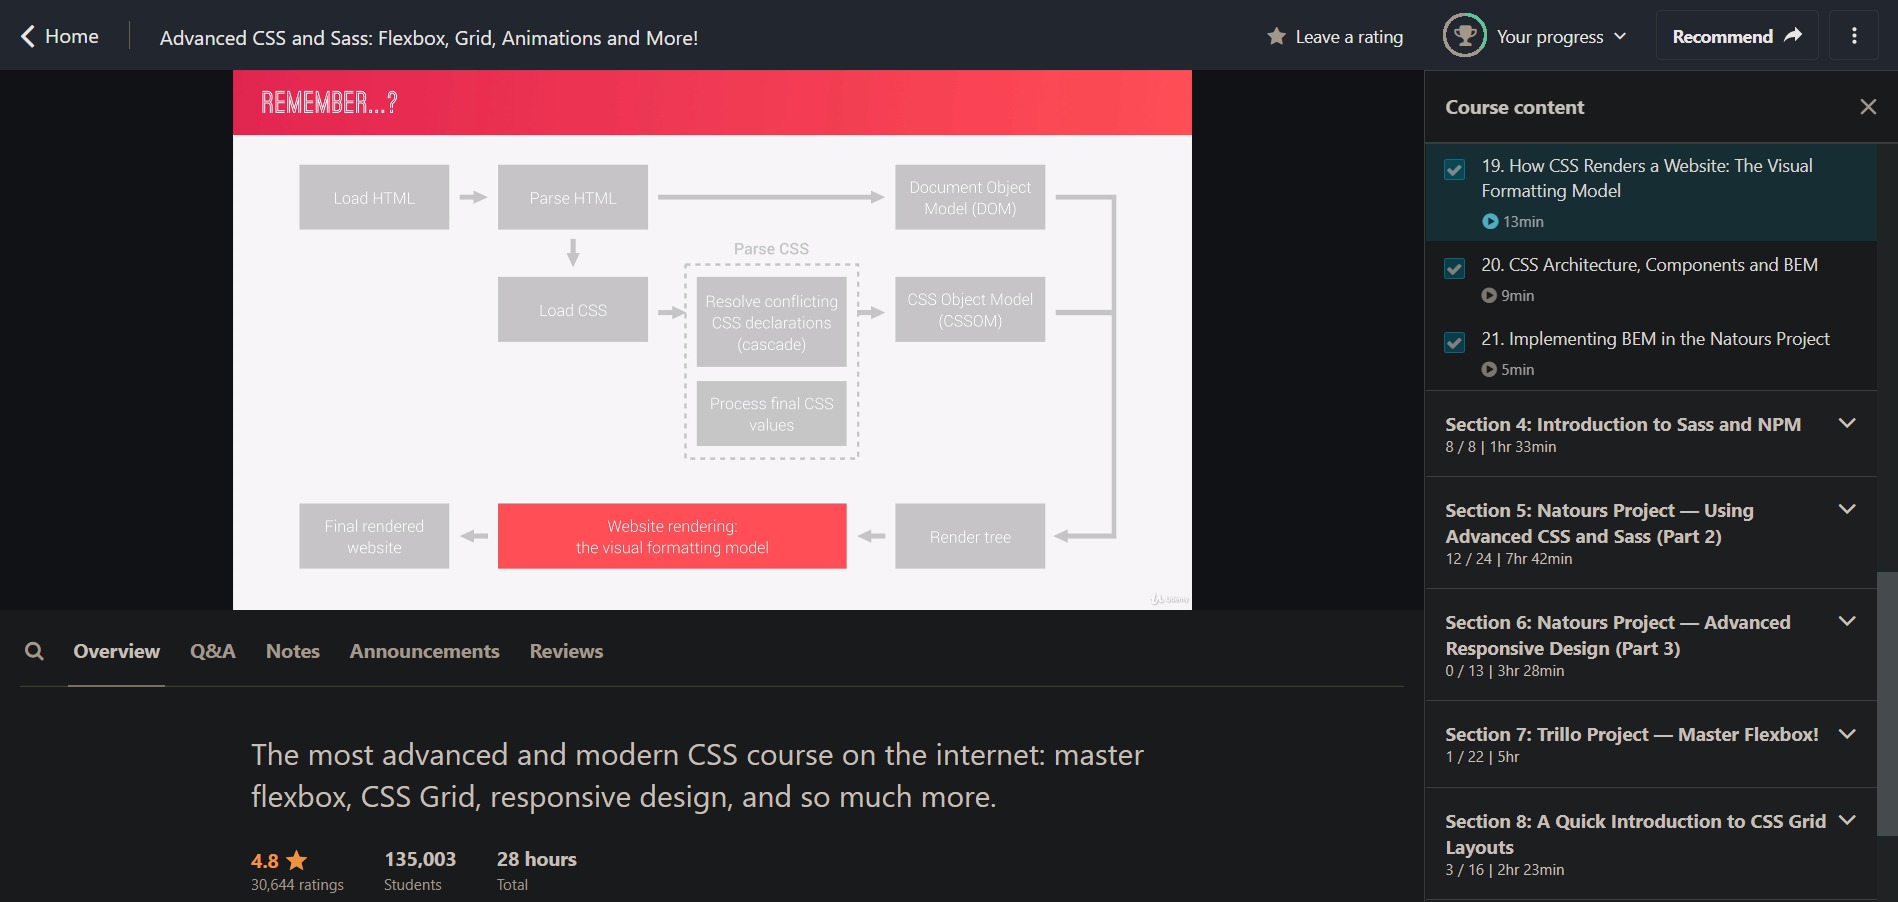 Home
Advanced CSS and Sass: Flexbox, Grid, Animations and More!
Leave a rating
Your progress
Recommend
REMEMBER...?
Load HTML
Parse HTML
Document Object
Model (DOM)
Parse CSS
Load CSS
Resolve conflicting
CSS declarations
(cascade)
CSS Object Model
(CSSOM)
Process final CSS
values
Final rendered
website
Website rendering:
the visual formatting model
Render tree
Udemy
Overview
Q&A
Notes
Announcements
Reviews
The most advanced and modern CSS course on the internet: master
flexbox, CSS Grid, responsive design, and so much more.
4.8
30,644 ratings
135,003
Students
28 hours
Total
Course content
19. How CSS Renders a Website: The Visual
Formatting Model
13min
20. CSS Architecture, Components and BEM
9min
21. Implementing BEM in the Natours Project
5min
Section 4: Introduction to Sass and NPM
8 / 8 | 1hr 33min
Section 5: Natours Project — Using
Advanced CSS and Sass (Part 2)
12 / 24 | 7hr 42min
Section 6: Natours Project — Advanced
Responsive Design (Part 3)
0 / 13 | 3hr 28min
Section 7: Trillo Project — Master Flexbox!
1 / 22 | 5hr
Section 8: A Quick Introduction to CSS Grid
Layouts
3 / 16 | 2hr 23min